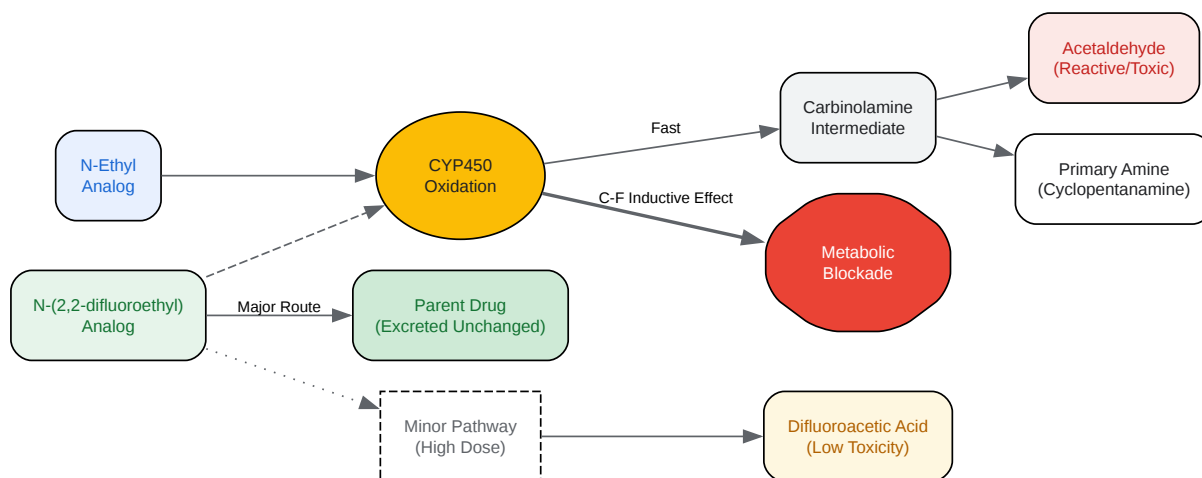 Acetaldehyde
(Reactive/Toxic)
Carbinolamine
Intermediate
Fast
N-Ethyl
Analog
CYP450
Oxidation
Primary Amine
(Cyclopentanamine)
C-F Inductive Effect
Metabolic
Blockade
N-(2,2-difluoroethyl)
Analog
Major Route
Parent Drug
(Excreted Unchanged)
Minor Pathway
(High Dose)
Difluoroacetic Acid
(Low Toxicity)